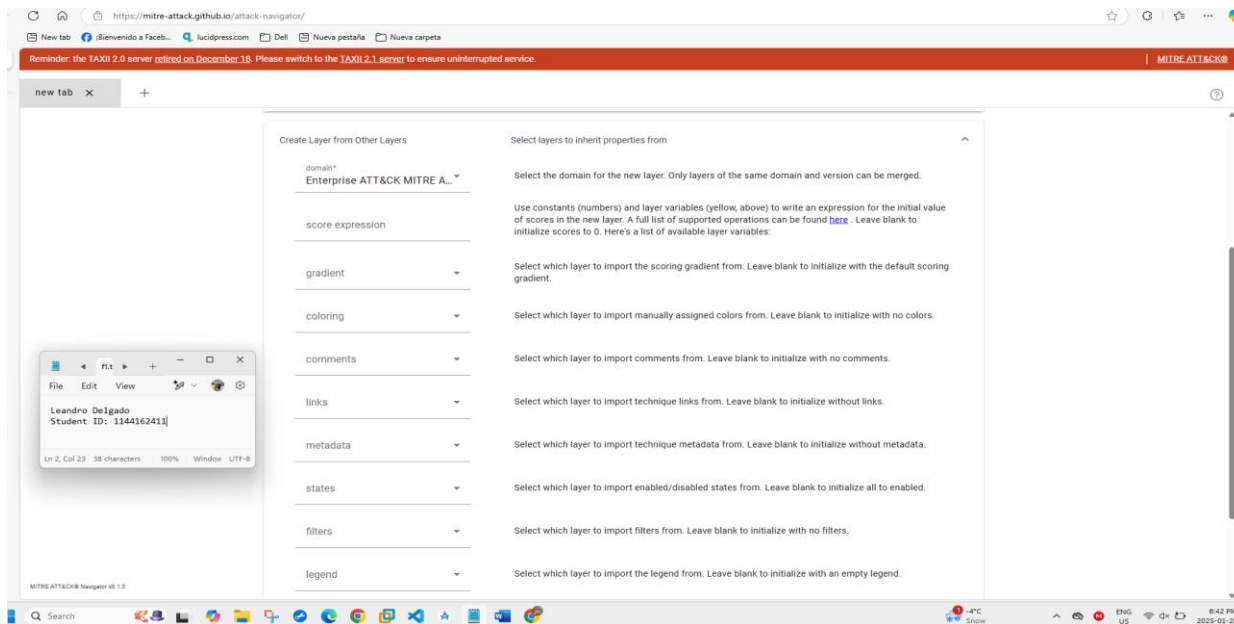 https://mitre-attack.github.io/attack-navigator/
New tab ¡Bienvenido a Faceb... lucidpress.com Dell Nueva pestaña Nueva carpeta
Reminder: the TAXII 2.0 server retired on December 18. Please switch to the TAXII 2.1 server to ensure uninterrupted service. MITRE ATT&CK®
new tab
Create Layer from Other Layers Select layers to inherit properties from
domain*
Enterprise ATT&CK MITRE A... Select the domain for the new layer. Only layers of the same domain and version can be merged.
score expression
Use constants (numbers) and layer variables (yellow, above) to write an expression for the initial value
of scores in the new layer. A full list of supported operations can be found here . Leave blank to
initialize scores to 0. Here's a list of available layer variables:
gradient
Select which layer to import the scoring gradient from. Leave blank to initialize with the default scoring
gradient.
coloring Select which layer to import manually assigned colors from. Leave blank to initialize with no colors.
comments Select which layer to import comments from. Leave blank to initialize with no comments.
links Select which layer to import technique links from. Leave blank to initialize without links.
metadata Select which layer to import technique metadata from. Leave blank to initialize without metadata.
states Select which layer to import enabled/disabled states from. Leave blank to initialize all to enabled.
filters Select which layer to import filters from. Leave blank to initialize with no filters.
legend Select which layer to import the legend from. Leave blank to initialize with an empty legend.
File Edit View
Leandro Delgado
Student ID: 1144162411
Ln 2, Col 23 38 characters 100% Window UTF-8
MITRE ATT&CK® Navigator v5.1.0
Search
-4°C
Snow
ENG
US
8:42 PM